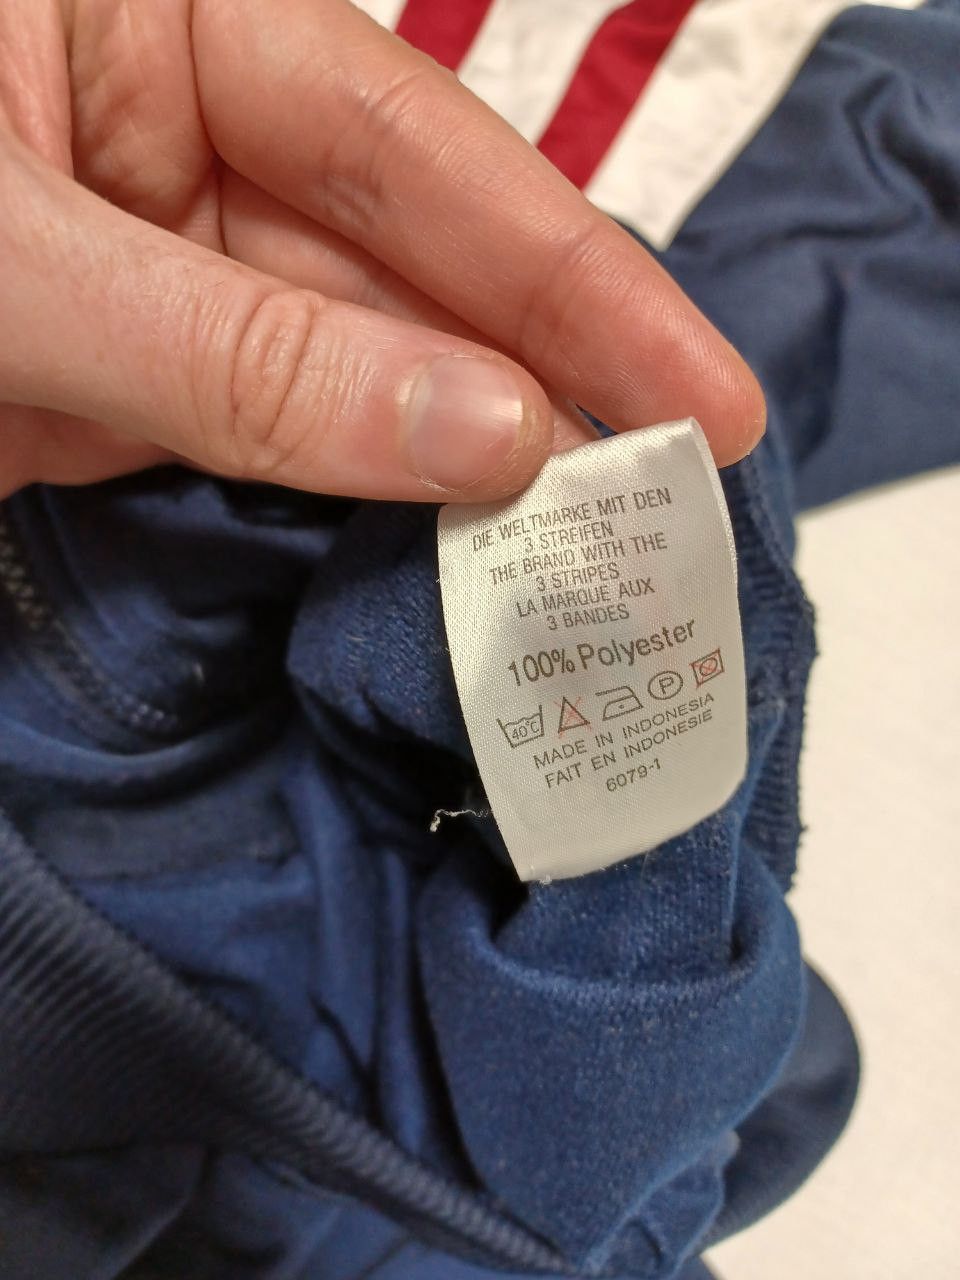 DIE WELTMARKE MIT DEN
3 STREIFEN
THE BRAND WITH THE
3 STRIPES
LA MARQUE AUX
3 BANDES
100% Polyester
40°C P
MADE IN INDONESIA
FAIT EN INDONESIE
6079-1